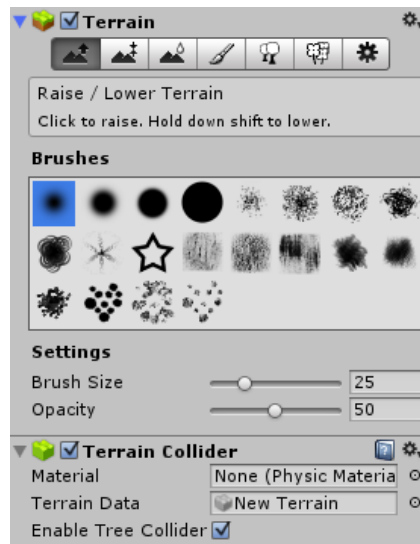 Terrain
Raise / Lower Terrain
Click to raise. Hold down shift to lower.
Brushes
Settings
Brush Size 25
Opacity 50
Terrain Collider
Material None (Physic Materia
Terrain Data New Terrain
Enable Tree Collider